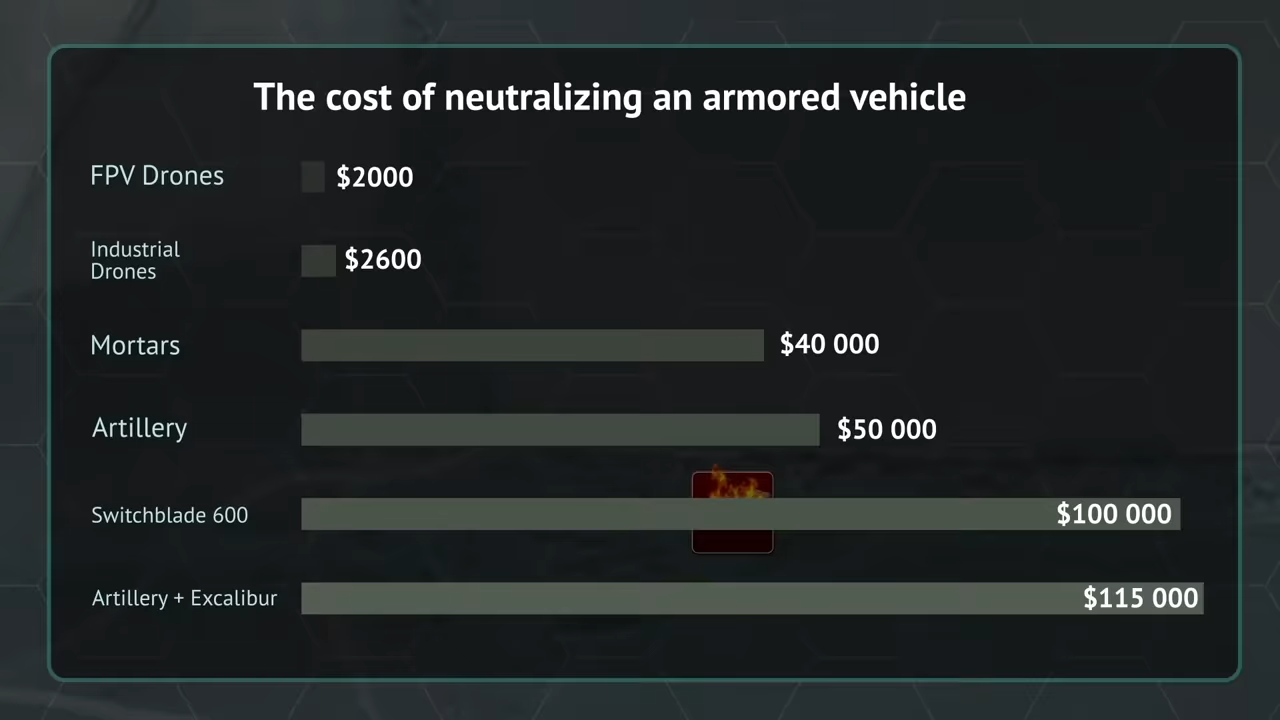 The cost of neutralizing an armored vehicle
FPV Drones $2000
Industrial
Drones
$2600
Mortars $40 000
Artillery $50 000
Switchblade 600 $100 000
Artillery + Excalibur $115 000